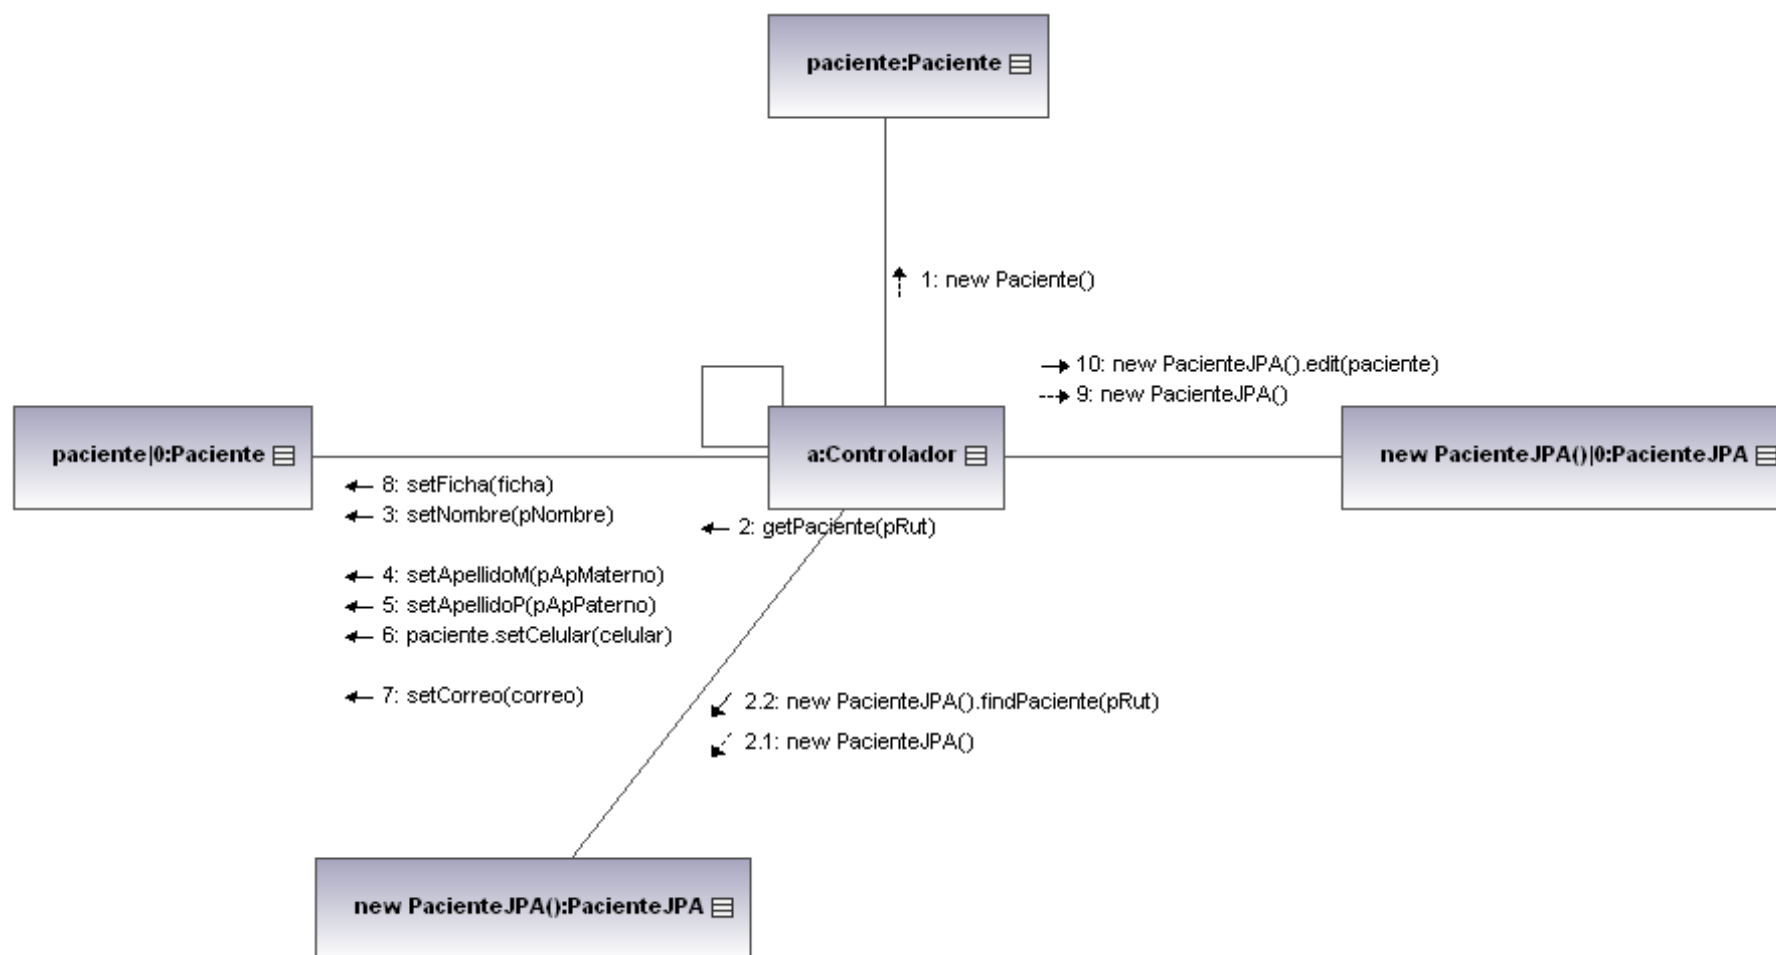 paciente:Paciente
1: new Paciente()
10: new PacienteJPA().edit(paciente)
9: new PacienteJPA()
paciente|0:Paciente
a:Controlador
new PacienteJPA()|0:PacienteJPA
8: setFicha(ficha)
3: setNombre(pNombre)
2: getPaciente(pRut)
4: setApellidoM(pApMaterno)
5: setApellidoP(pApPaterno)
6: paciente.setCelular(celular)
7: setCorreo(correo)
2.2: new PacienteJPA().findPaciente(pRut)
2.1: new PacienteJPA()
new PacienteJPA():PacienteJPA